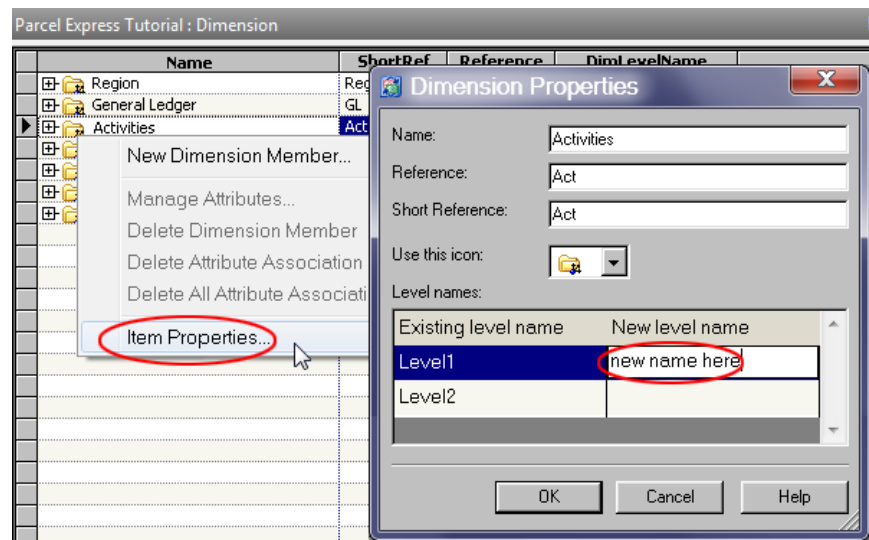 Parcel Express Tutorial : Dimension
Name ShortRef Reference DimLevelName
Region Reg
General Ledger GL
Activities Act
New Dimension Member...
Manage Attributes...
Delete Dimension Member
Delete Attribute Association
Delete All Attribute Associati
Item Properties...
Dimension Properties
X
Name: Activities
Reference: Act
Short Reference: Act
Use this icon:
Level names:
Existing level name New level name
Level1 new name here
Level2
OK Cancel Help